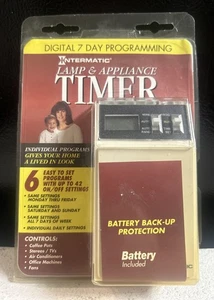 DIGITAL 7 DAY PROGRAMMING
INTERMATIC
LAMP & APPLIANCE
TIMER
INDIVIDUAL PROGRAMS
GIVES YOUR HOME
A LIVED IN LOOK
6 EASY TO SET
PROGRAMS
WITH UP TO 42
ON/OFF SETTINGS
• SAME SETTINGS
MONDAY THRU FRIDAY
• SAME SETTINGS
SATURDAY AND SUNDAY
• SAME SETTINGS
ALL 7 DAYS OF WEEK
• INDIVIDUAL DAILY SETTINGS
CONTROLS:
• Coffee Pots
• Stereos / TVs
• Air Conditioners
• Office Machines
• Fans
BATTERY BACK-UP
PROTECTION
Battery
Included